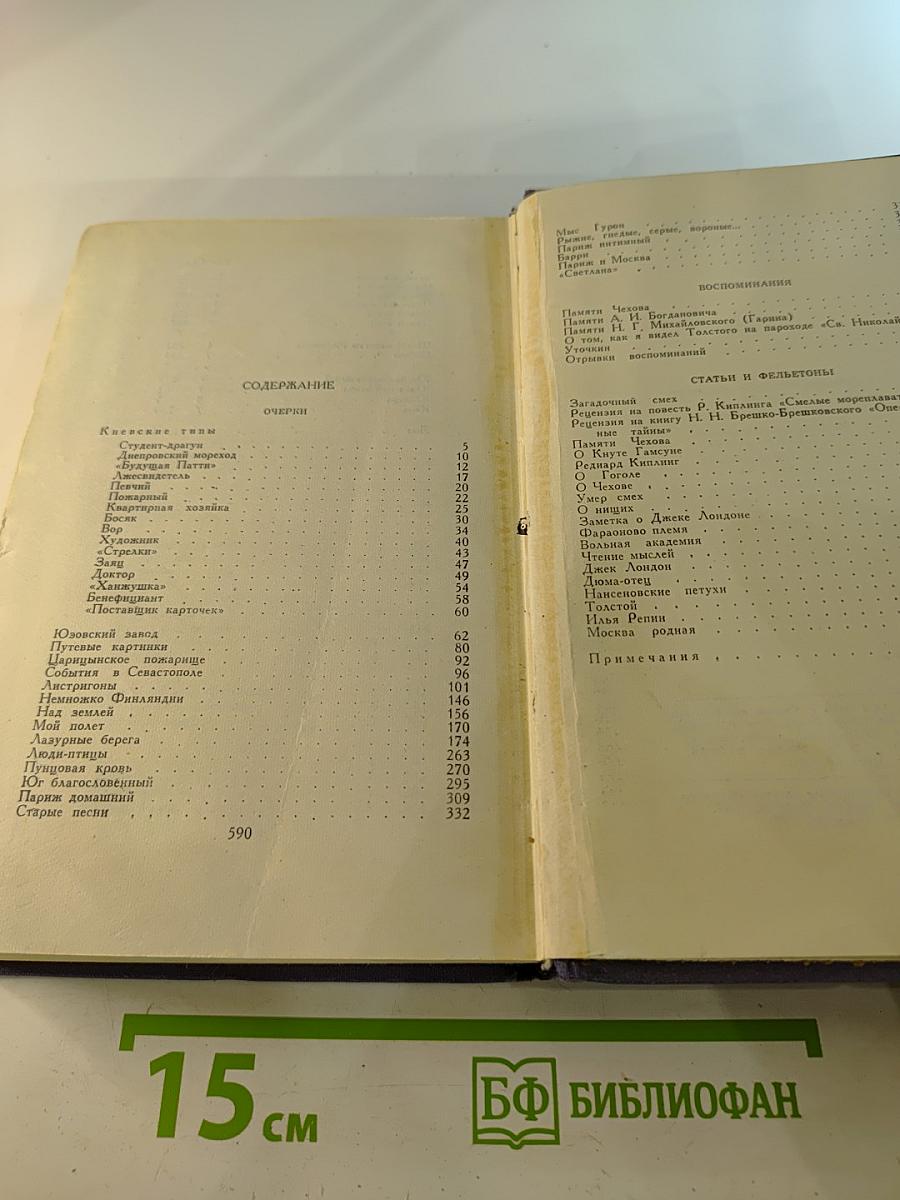 СОДЕРЖАНИЕ
ОЧЕРКИ
Киевские типы
Студент-драгун . . . . . . . . 5
Днепровский мореход . . . . . . . . 10
«Будущая Патти» . . . . . . . . 12
Лжесвидетель . . . . . . . . 17
Певчий . . . . . . . . 20
Пожарный . . . . . . . . 22
Квартирная хозяйка . . . . . . . . 25
Босяк . . . . . . . . 30
Вор . . . . . . . . 34
Художник . . . . . . . . 40
«Стрелки» . . . . . . . . 43
Заяц . . . . . . . . 47
Доктор . . . . . . . . 49
«Ханжушка» . . . . . . . . 54
Бенефициант . . . . . . . . 58
«Поставщик карточек» . . . . . . . . 60
Юзовский завод . . . . . . . . 62
Путевые картинки . . . . . . . . 80
Царицынское пожарище . . . . . . . . 92
События в Севастополе . . . . . . . . 96
Листригоны . . . . . . . . 101
Немножко Финляндии . . . . . . . . 146
Над землей . . . . . . . . 156
Мой полет . . . . . . . . 170
Лазурные берега . . . . . . . . 174
Люди-птицы . . . . . . . . 263
Пунцовая кровь . . . . . . . . 270
Юг благословенный . . . . . . . . 295
Париж домашний . . . . . . . . 309
Старые песни . . . . . . . . 332
590
Мыс Гурон . . . . . . . .
Рыжие, гнедые, серые, вороные... . . . . . . . .
Париж интимный . . . . . . . .
Барри . . . . . . . .
Париж и Москва . . . . . . . .
«Светлана» . . . . . . . .
ВОСПОМИНАНИЯ
Памяти Чехова . . . . . . . .
Памяти А. И. Богдановича . . . . . . . .
Памяти Н. Г. Михайловского (Гарина) . . . . . . . .
О том, как я видел Толстого на пароходе «Св. Николай
Уточкин . . . . . . . .
Отрывки воспоминаний . . . . . . . .
СТАТЬИ И ФЕЛЬЕТОНЫ
Загадочный смех . . . . . . . .
Рецензия на повесть Р. Киплинга «Смелые мореплават
Рецензия на книгу Н. Н. Брешко-Брешковского «Опе
ные тайны» . . . . . . . .
Памяти Чехова . . . . . . . .
О Кнуте Гамсуне . . . . . . . .
Редиард Киплинг . . . . . . . .
О Гоголе . . . . . . . .
О Чехове . . . . . . . .
Умер смех . . . . . . . .
О нищих . . . . . . . .
Заметка о Джеке Лондоне . . . . . . . .
Фараоново племя . . . . . . . .
Вольная академия . . . . . . . .
Чтение мыслей . . . . . . . .
Джек Лондон . . . . . . . .
Дюма-отец . . . . . . . .
Нансеновские петухи . . . . . . . .
Толстой . . . . . . . .
Илья Репин . . . . . . . .
Москва родная . . . . . . . .
Примечания . . . . . . . .
15 см
БФ БИБЛИОФАН